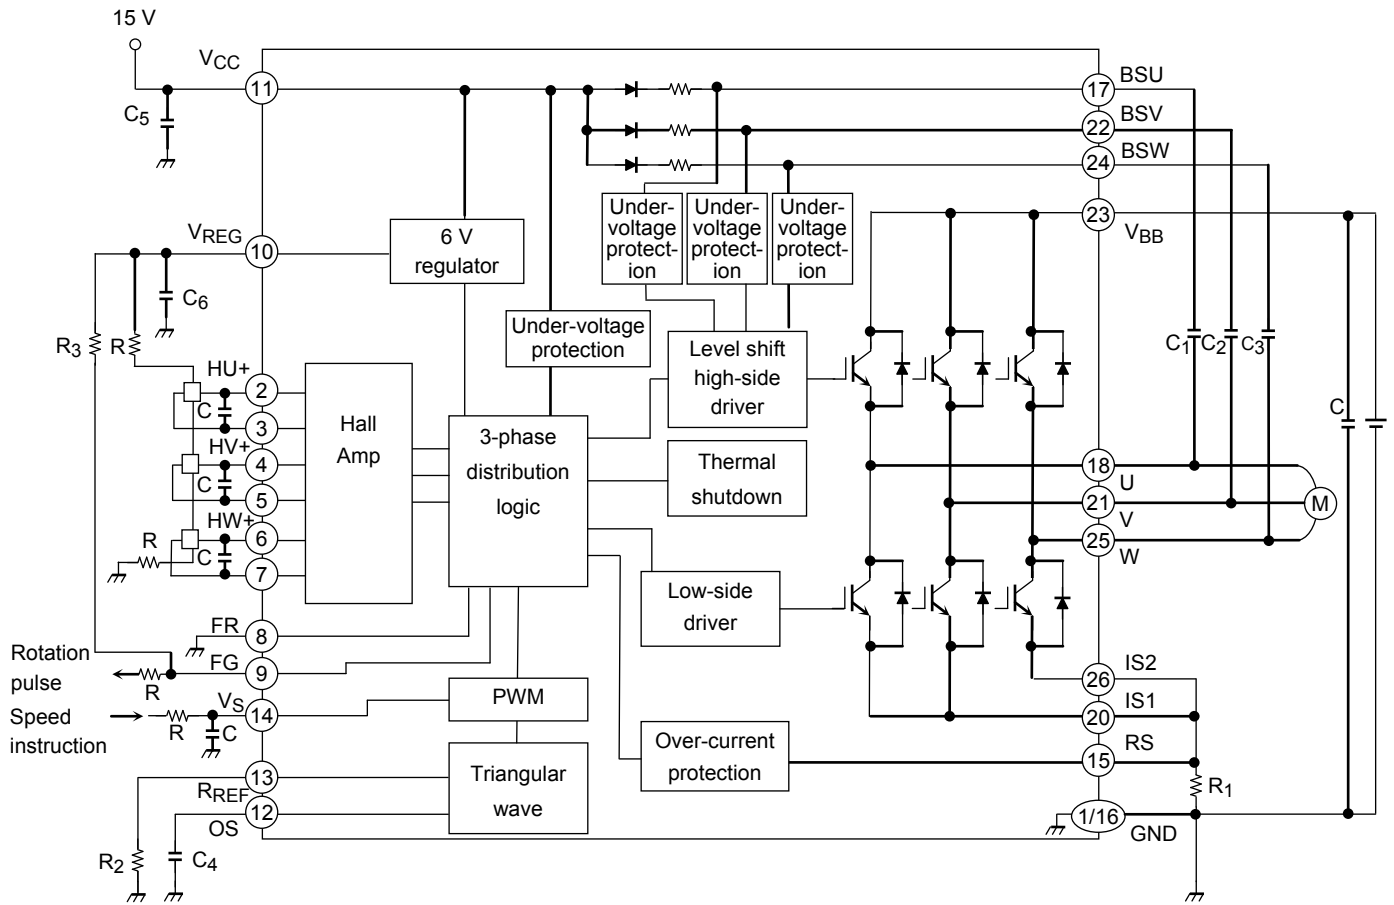 15 V
VCC
11
C5
17
BSU
22
BSV
24
BSW
VREG
10
C6
R3
R
6 V
regulator
Under-
voltage
protect-
ion
Under-
voltage
protect-
ion
Under-
voltage
protect-
ion
23
VBB
Under-voltage
protection
Level shift
high-side
driver
C1
C2
C3
C
HU+
2
C
3
HV+
4
C
5
HW+
6
R
C
7
Hall
Amp
3-phase
distribution
logic
Thermal
shutdown
18
U
21
V
25
W
M
Low-side
driver
FR
8
Rotation
pulse
R
FG
9
Speed
instruction
R
C
VS
14
PWM
26
IS2
20
IS1
15
RS
Over-current
protection
R1
13
RREF
12
OS
Triangular
wave
1/16
GND
R2
C4